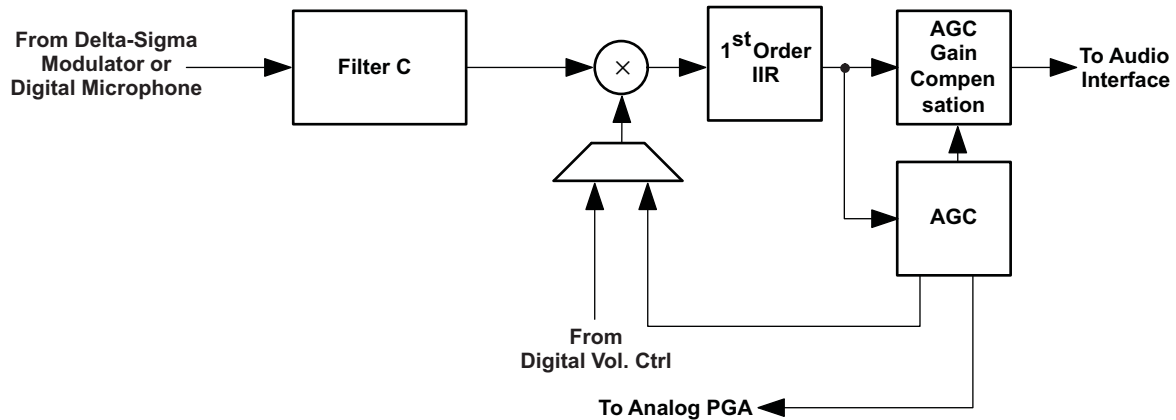 From Delta-Sigma
Modulator or
Digital Microphone
Filter C
×
1st Order
IIR
AGC
Gain
Compen
sation
To Audio
Interface
AGC
From
Digital Vol. Ctrl
To Analog PGA